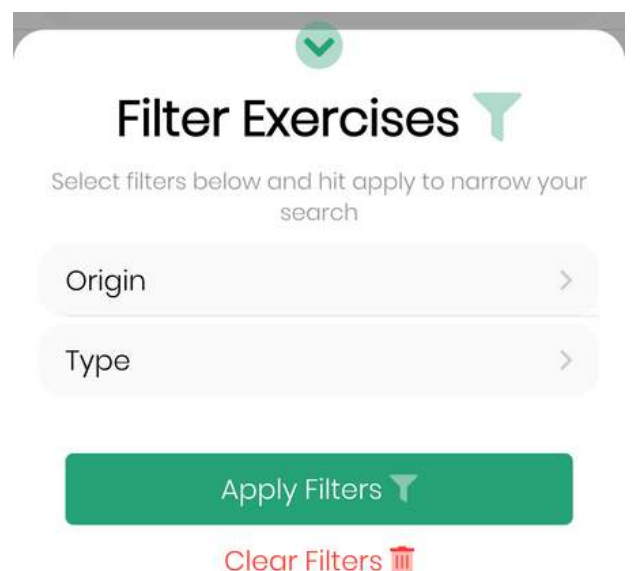 Filter Exercises
Select filters below and hit apply to narrow your
search
Origin
Type
Apply Filters
Clear Filters